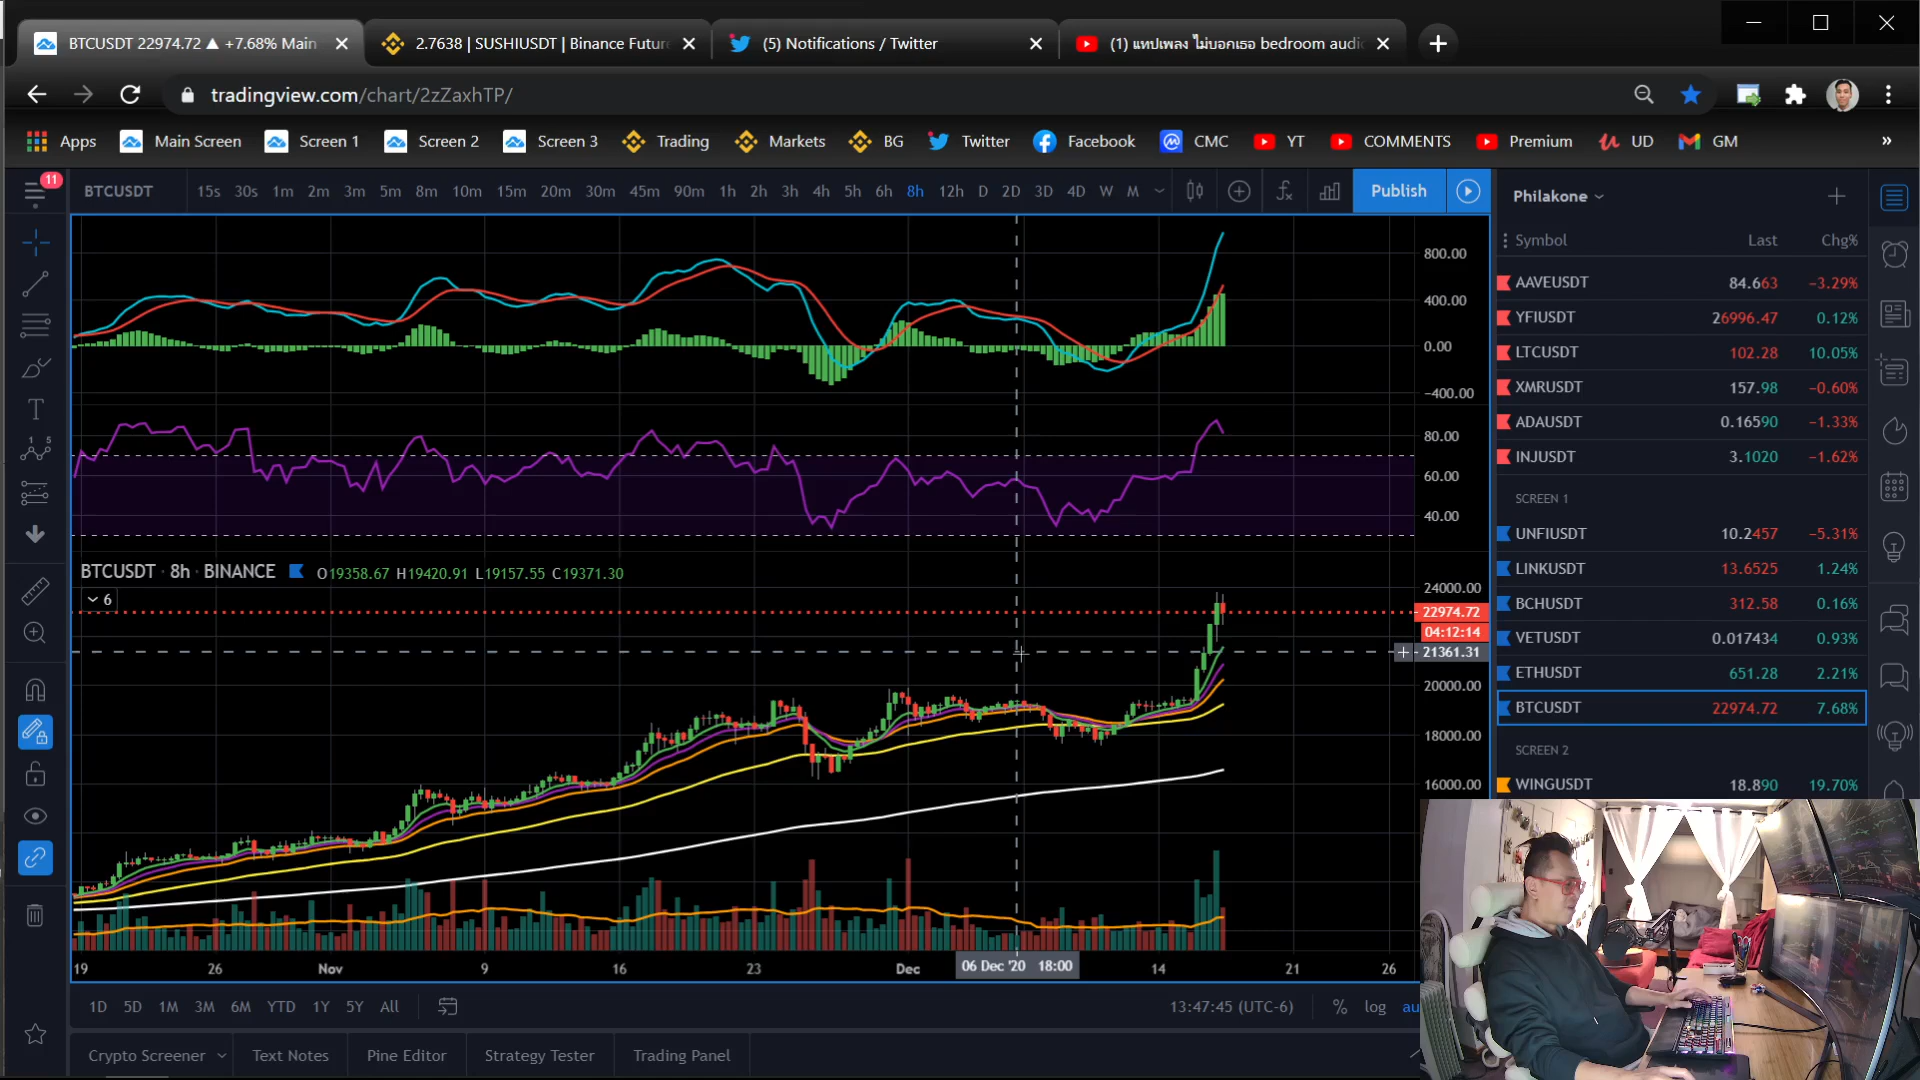 BTCUSDT 22974.72 ▲ +7.68% Main
2.7638 | SUSHIUSDT | Binance Futur
(5) Notifications / Twitter
(1) แทปเพลง ไม่บอกเธอ bedroom audi
tradingview.com/chart/2zZaxhTP/
Apps Main Screen Screen 1 Screen 2 Screen 3 Trading Markets BG Twitter Facebook CMC YT COMMENTS Premium UD GM »
11
BTCUSDT 15s 30s 1m 2m 3m 5m 8m 10m 15m 20m 30m 45m 90m 1h 2h 3h 4h 5h 6h 8h 12h D 2D 3D 4D W M Publish
Philakone
Symbol Last Chg%
AAVEUSDT 84.663 −3.29%
YFIUSDT 26996.47 0.12%
LTCUSDT 102.28 10.05%
XMRUSDT 157.98 −0.60%
ADAUSDT 0.16590 −1.33%
INJUSDT 3.1020 −1.62%
SCREEN 1
UNFIUSDT 10.2457 −5.31%
LINKUSDT 13.6525 1.24%
BCHUSDT 312.58 0.16%
VETUSDT 0.017434 0.93%
ETHUSDT 651.28 2.21%
BTCUSDT 22974.72 7.68%
SCREEN 2
WINGUSDT 18.890 19.70%
800.00
400.00
0.00
−400.00
80.00
60.00
40.00
BTCUSDT · 8h · BINANCE O19358.67 H19420.91 L19157.55 C19371.30
6
24000.00
22974.72
04:12:14
21361.31
20000.00
18000.00
16000.00
19 26 Nov 9 16 23 Dec 06 Dec '20 18:00 14 21 26
1D 5D 1M 3M 6M YTD 1Y 5Y All 13:47:45 (UTC-6) % log au
Crypto Screener Text Notes Pine Editor Strategy Tester Trading Panel